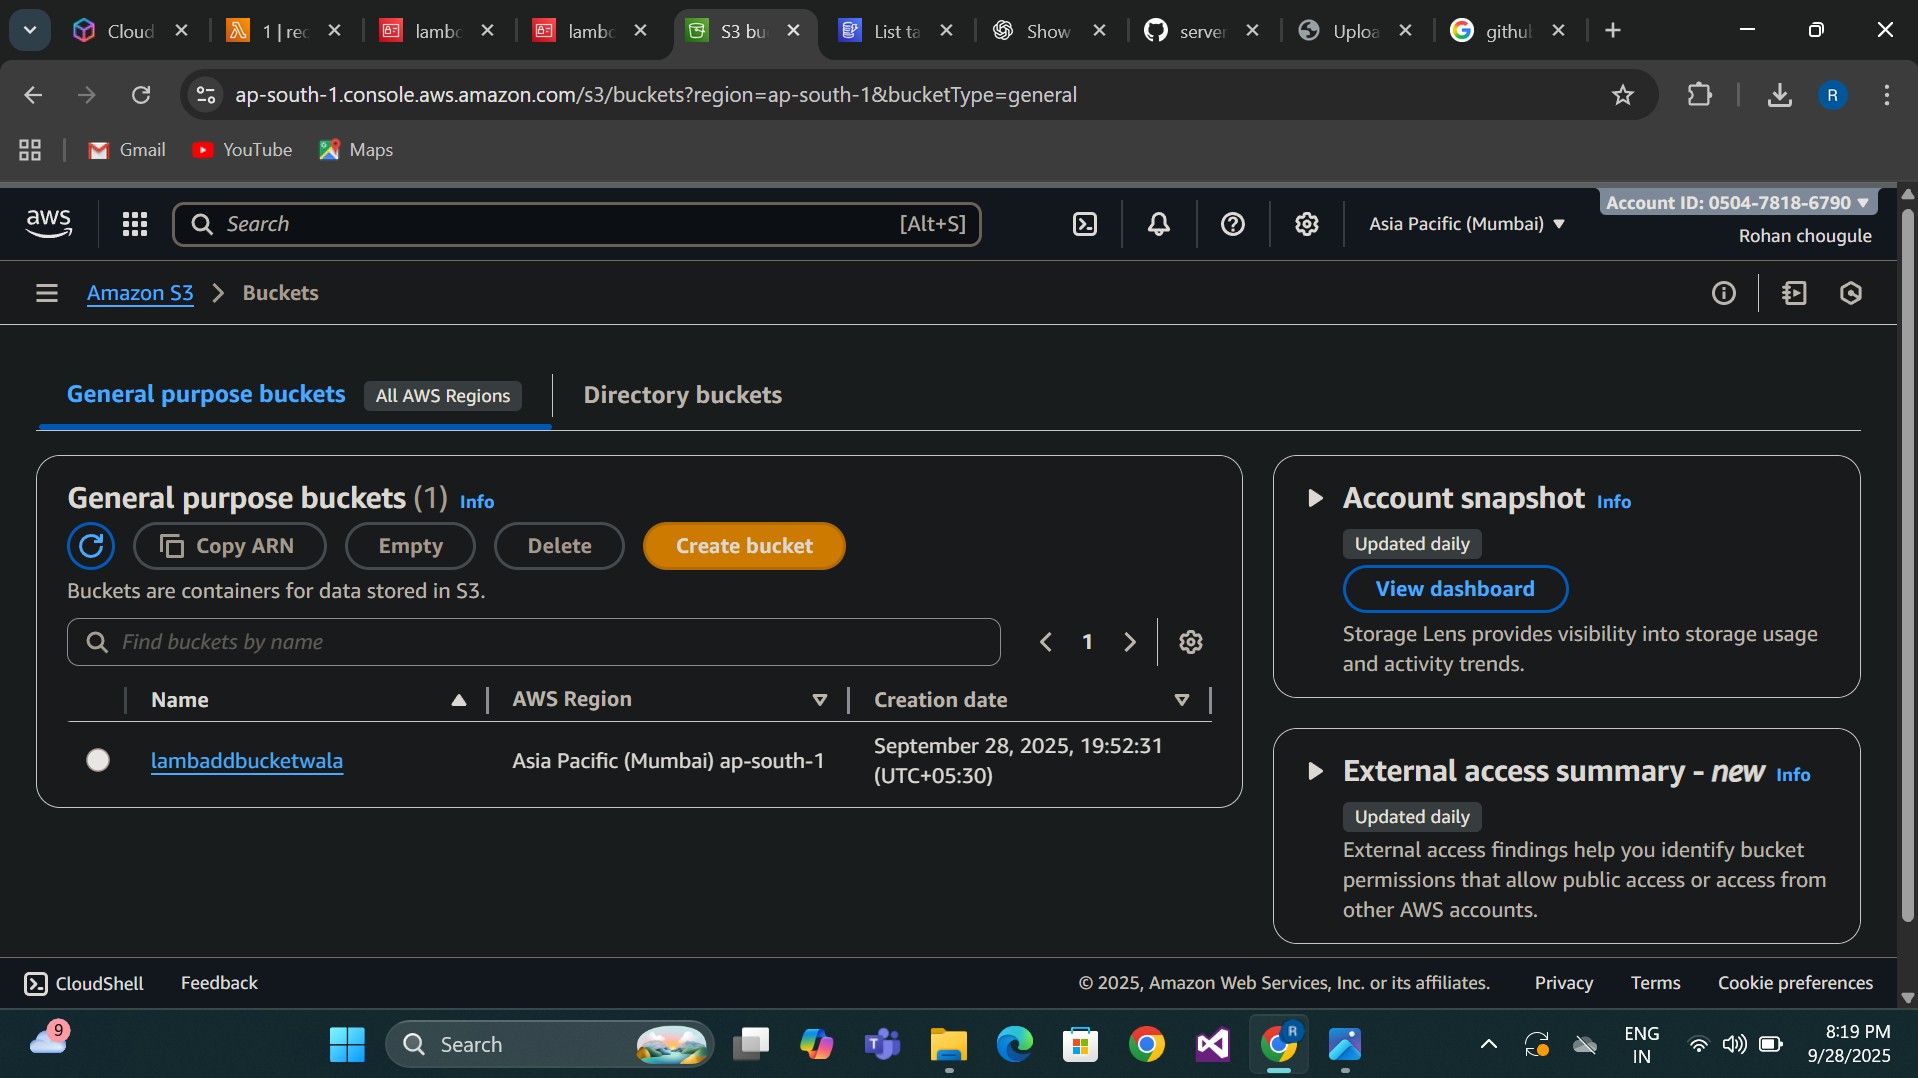 Cloud
1 | rec
lambc
lambc
S3 bu
List ta
Show
server
Uploa
githul
ap-south-1.console.aws.amazon.com/s3/buckets?region=ap-south-1&bucketType=general
R
Gmail
YouTube
Maps
aws
Search
[Alt+S]
Asia Pacific (Mumbai)
Account ID: 0504-7818-6790
Rohan chougule
Amazon S3
Buckets
General purpose buckets
All AWS Regions
Directory buckets
General purpose buckets (1) Info
Copy ARN
Empty
Delete
Create bucket
Buckets are containers for data stored in S3.
Find buckets by name
1
Name
AWS Region
Creation date
lambaddbucketwala
Asia Pacific (Mumbai) ap-south-1
September 28, 2025, 19:52:31
(UTC+05:30)
Account snapshot Info
Updated daily
View dashboard
Storage Lens provides visibility into storage usage
and activity trends.
External access summary - new Info
Updated daily
External access findings help you identify bucket
permissions that allow public access or access from
other AWS accounts.
CloudShell
Feedback
© 2025, Amazon Web Services, Inc. or its affiliates.
Privacy
Terms
Cookie preferences
9
Search
R
ENG
IN
8:19 PM
9/28/2025